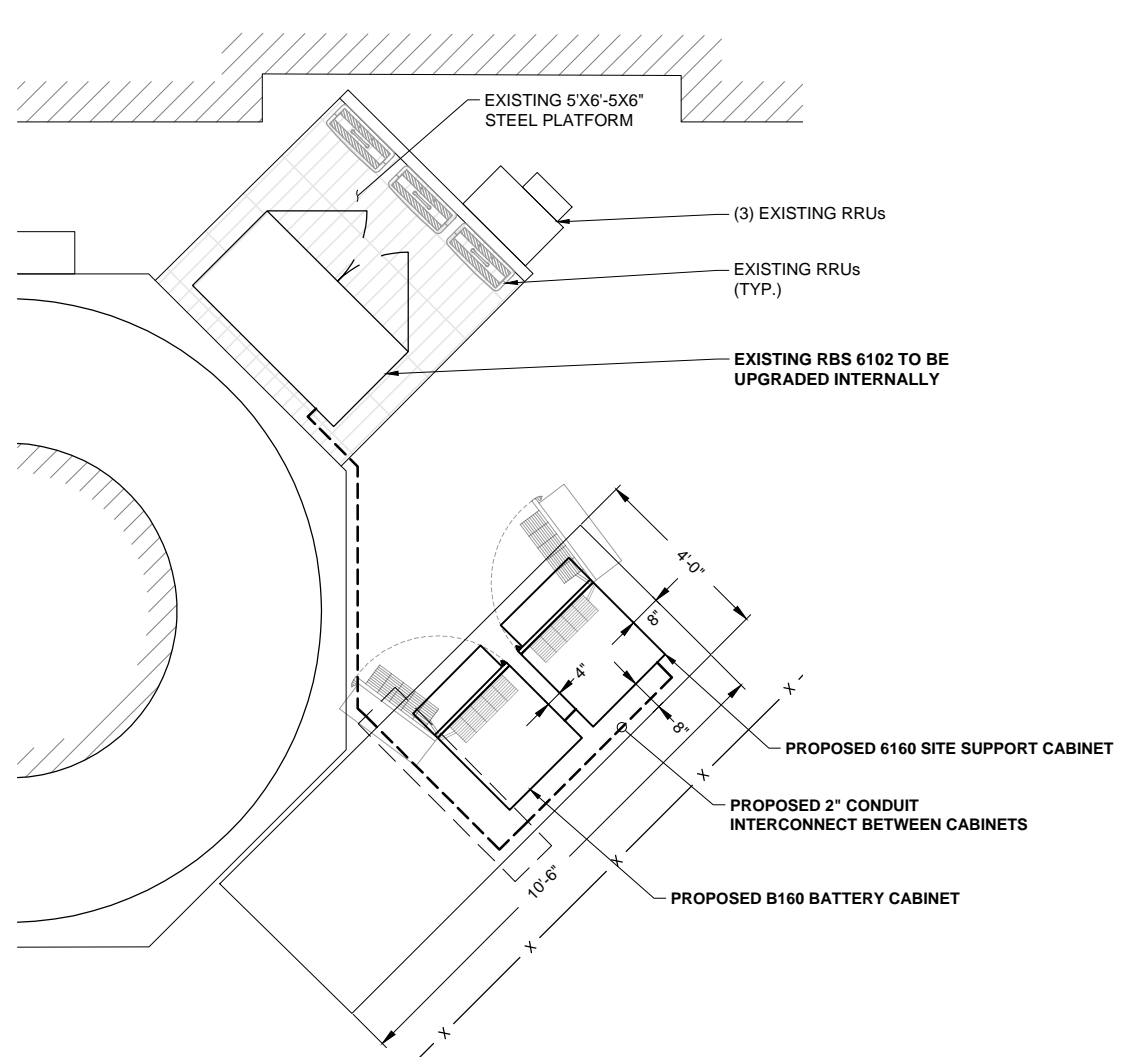 EXISTING 5'X6'-5X6"
STEEL PLATFORM
(3) EXISTING RRUs
EXISTING RRUs
(TYP.)
EXISTING RBS 6102 TO BE
UPGRADED INTERNALLY
4'-0"
8"
4"
8"
X
PROPOSED 6160 SITE SUPPORT CABINET
X
PROPOSED 2" CONDUIT
INTERCONNECT BETWEEN CABINETS
X
10'-6"
PROPOSED B160 BATTERY CABINET
X
X